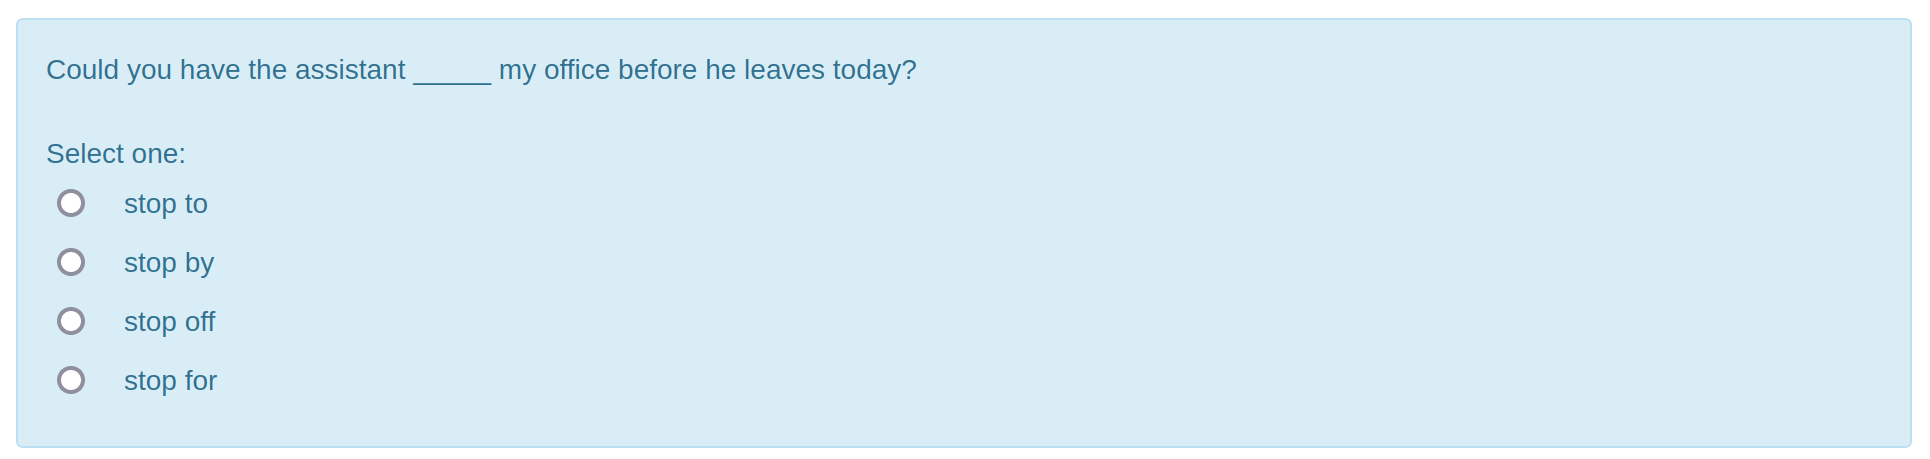 Could you have the assistant _____ my office before he leaves today?
Select one:
stop to
stop by
stop off
stop for